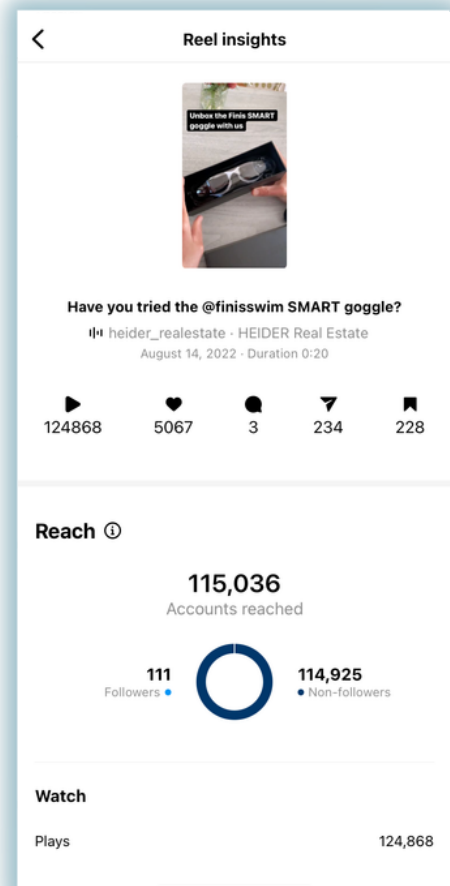 Reel insights
Unbox the Finis SMART
goggle with us
Have you tried the @finisswim SMART goggle?
heider_realestate · HEIDER Real Estate
August 14, 2022 · Duration 0:20
124868 5067 3 234 228
Reach
115,036
Accounts reached
111 114,925
Followers Non-followers
Watch
Plays 124,868